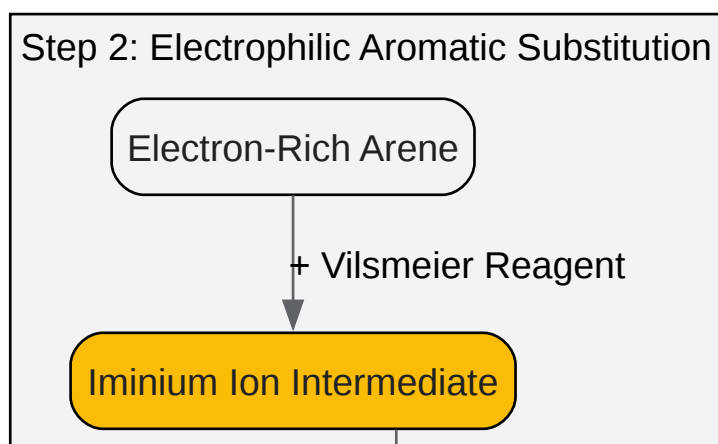 Step 2: Electrophilic Aromatic Substitution
Electron-Rich Arene
+ Vilsmeier Reagent
Iminium Ion Intermediate